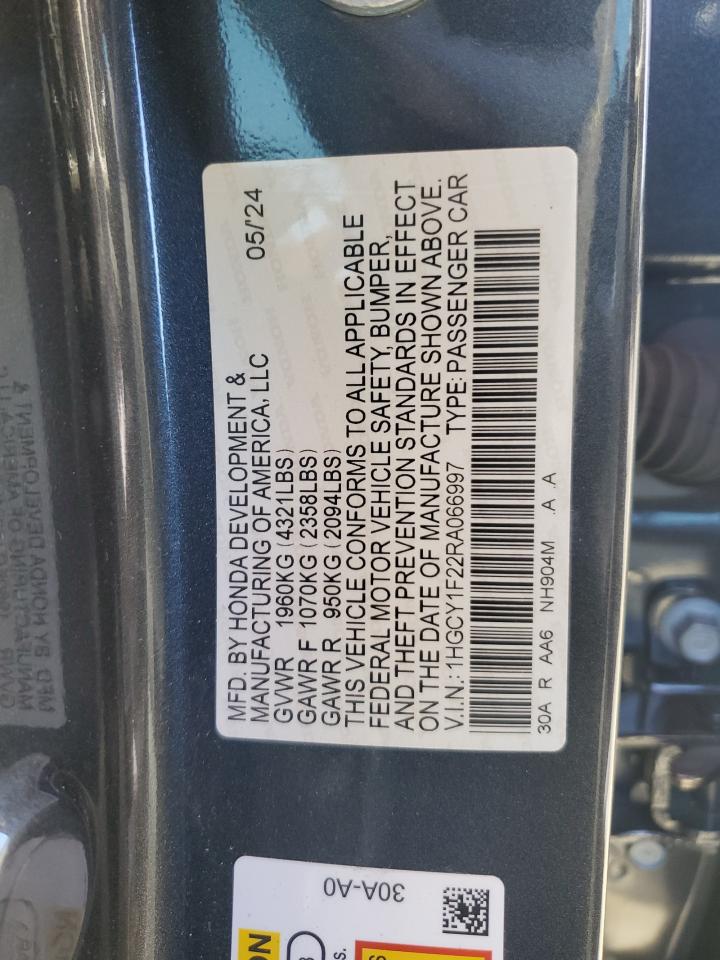 MFD. BY HONDA DEVELOPMENT &
MANUFACTURING OF AMERICA, LLC 05/'24
GVWR 1960KG (4321LBS)
GAWR F 1070KG (2358LBS)
GAWR R 950KG (2094LBS)
THIS VEHICLE CONFORMS TO ALL APPLICABLE
FEDERAL MOTOR VEHICLE SAFETY, BUMPER,
AND THEFT PREVENTION STANDARDS IN EFFECT
ON THE DATE OF MANUFACTURE SHOWN ABOVE.
V.I.N.: 1HGCY1F22RA066997 TYPE: PASSENGER CAR
30A R AA6 NH904M .A .A
30A-A0